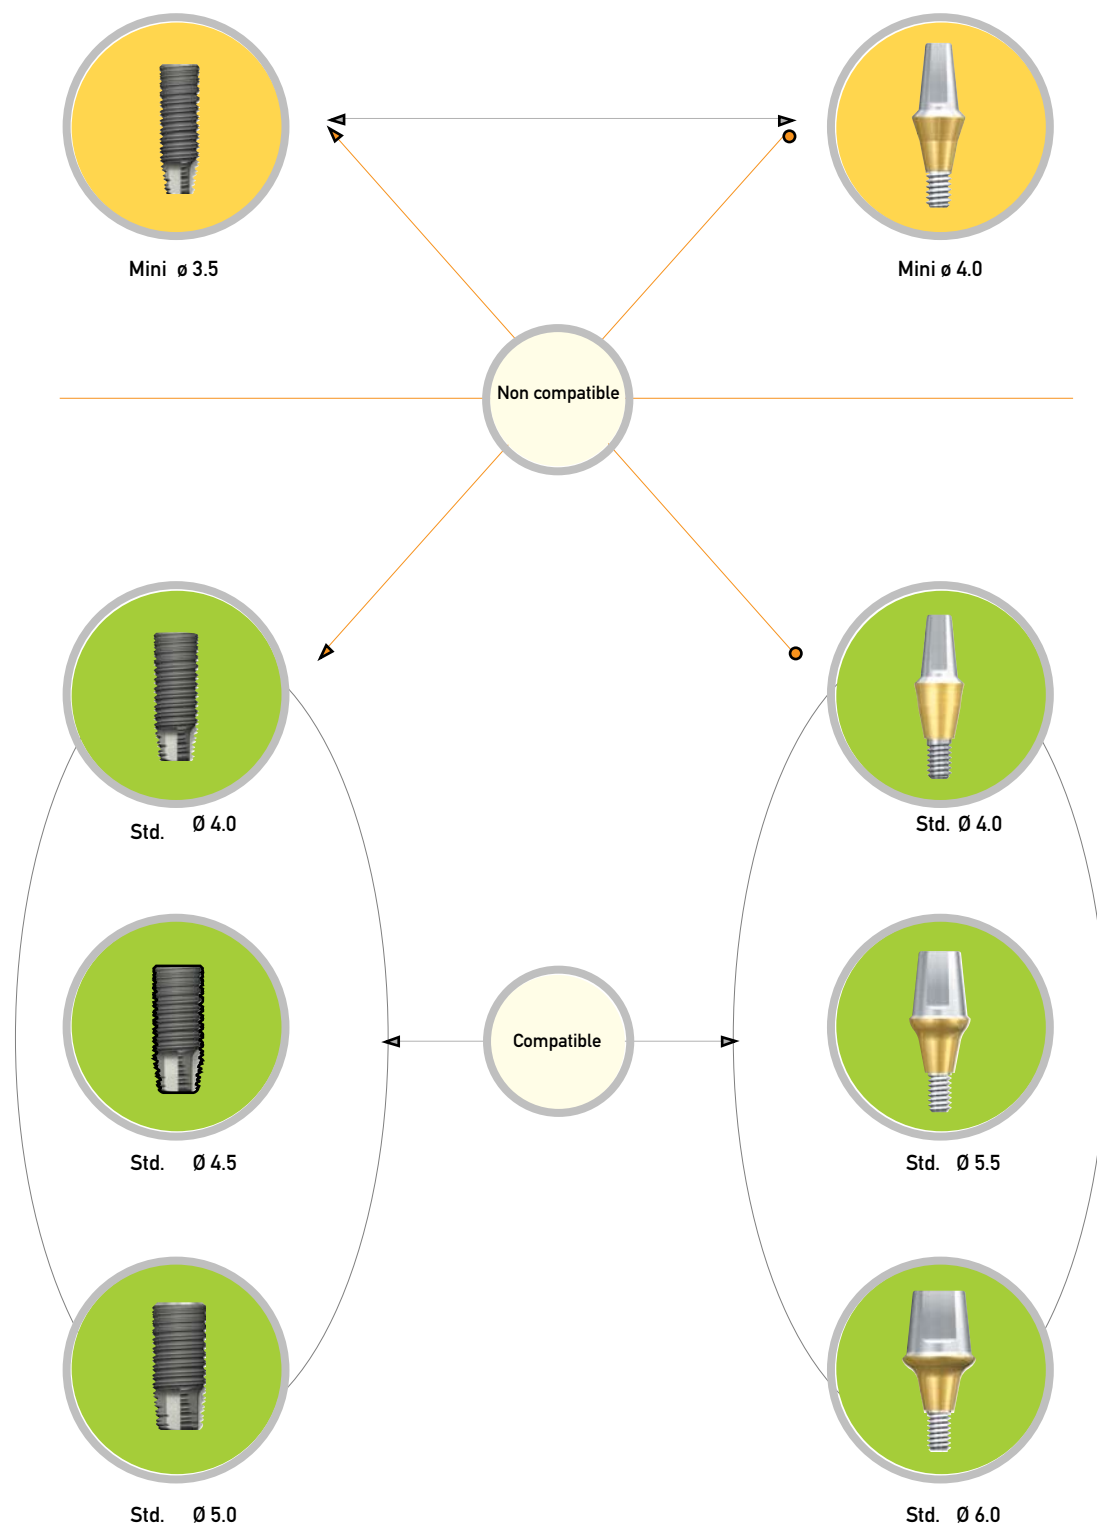 Mini ø 3.5
Mini ø 4.0
Non compatible
Std. Ø 4.0
Std. Ø 4.0
Std. Ø 4.5
Compatible
Std. Ø 5.5
Std. Ø 5.0
Std. Ø 6.0